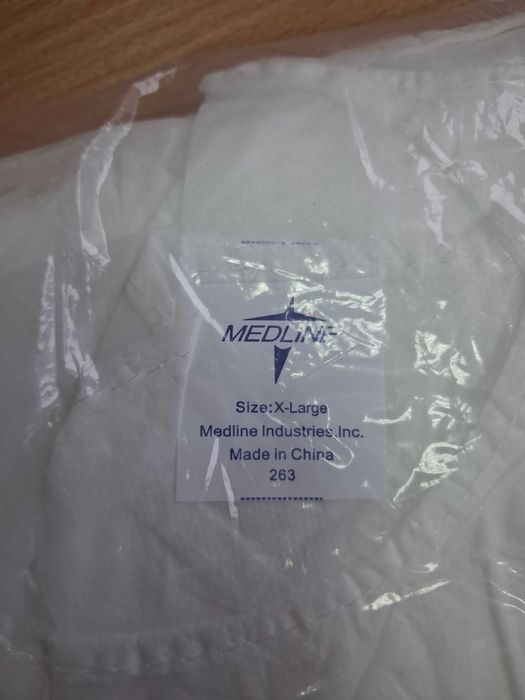 MEDLINE
Size:X-Large
Medline Industries,Inc.
Made in China
263